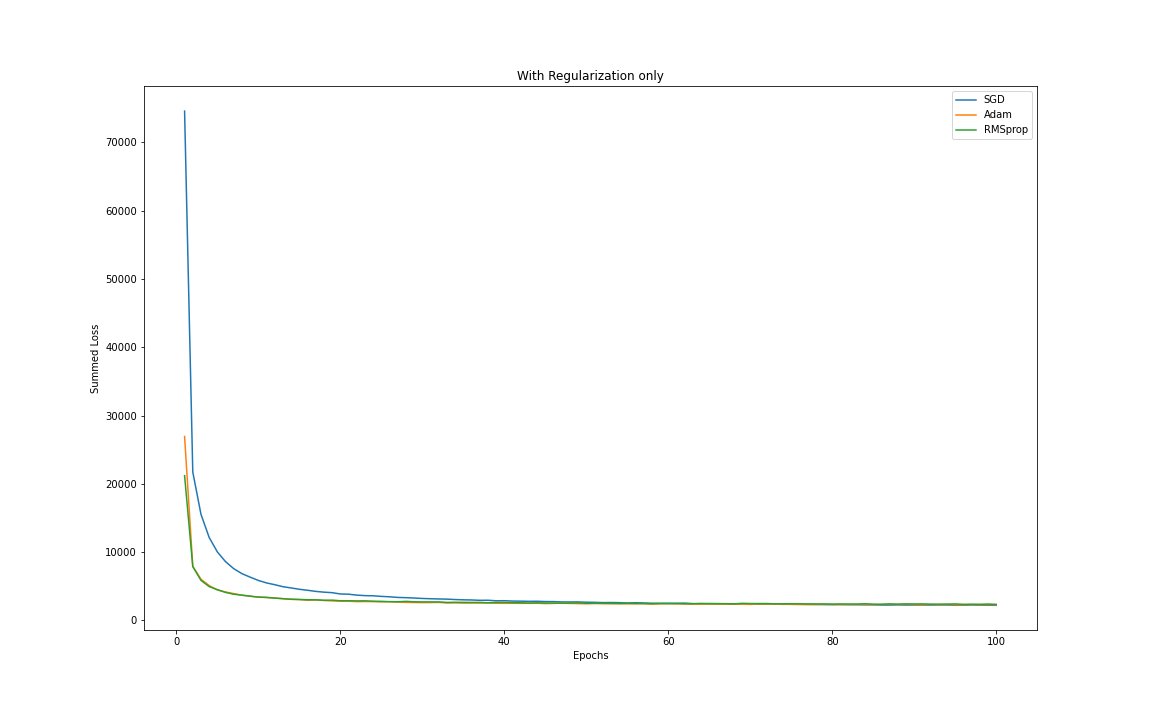 With Regularization only
SGD
Adam
RMSprop
70000
60000
50000
40000
30000
20000
10000
0
Summed Loss
0 20 40 60 80 100
Epochs